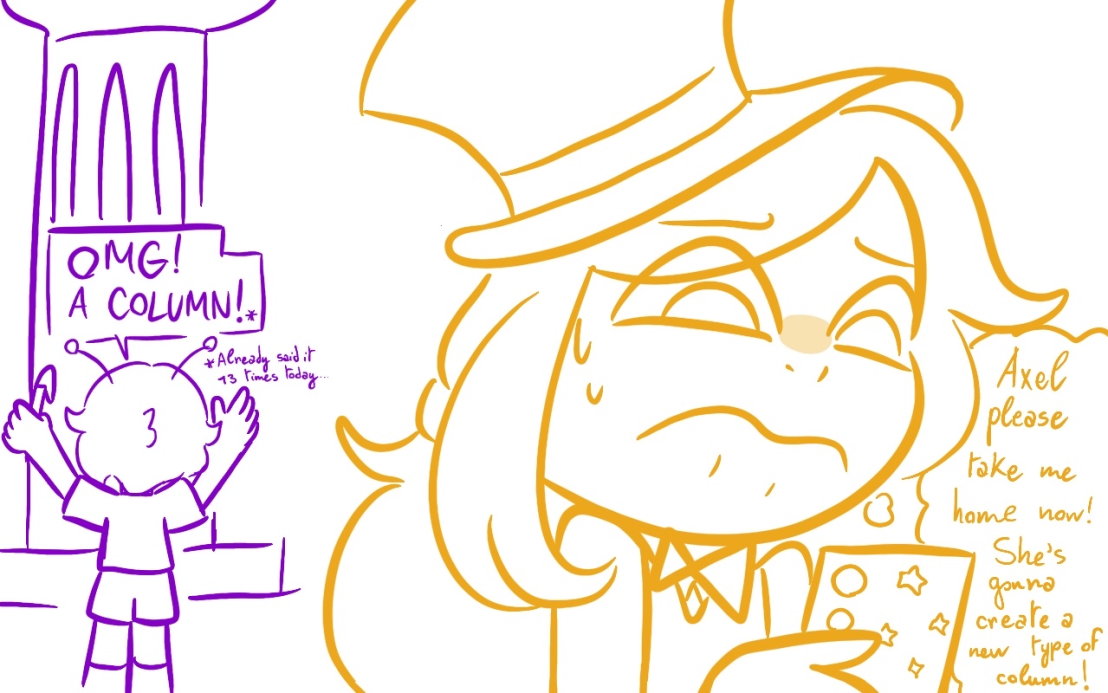 OMG!
A COLUMN!*
*Already said it
13 times today...
Axel
please
take me
home now!
She's
gonna
create a
new type of
column!